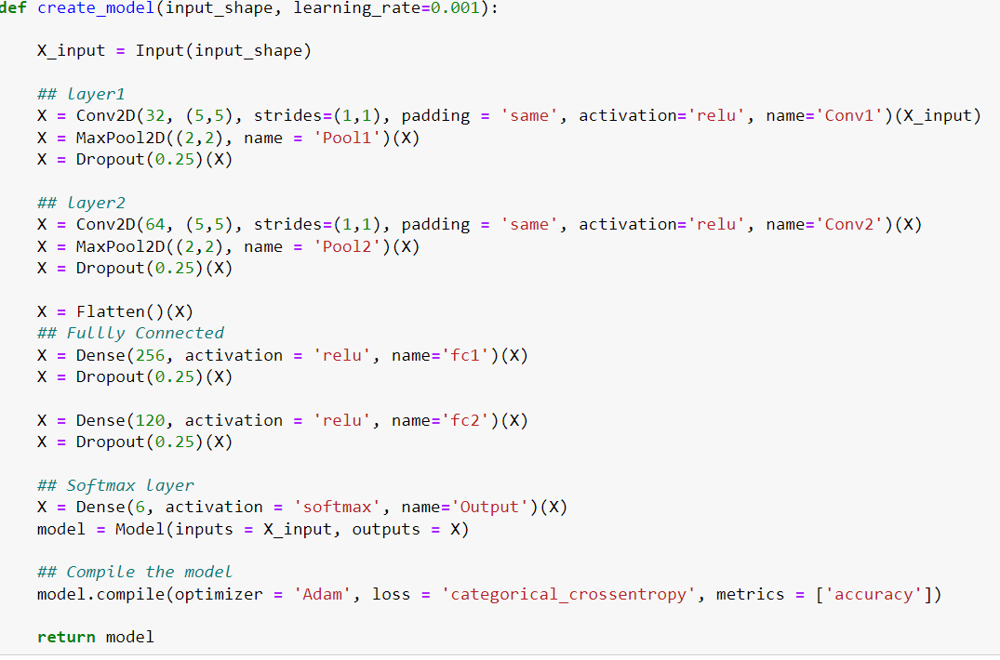 def create_model(input_shape, learning_rate=0.001):
X_input = Input(input_shape)
## layer1
X = Conv2D(32, (5,5), strides=(1,1), padding = 'same', activation='relu', name='Conv1')(X_input)
X = MaxPool2D((2,2), name = 'Pool1')(X)
X = Dropout(0.25)(X)
## layer2
X = Conv2D(64, (5,5), strides=(1,1), padding = 'same', activation='relu', name='Conv2')(X)
X = MaxPool2D((2,2), name = 'Pool2')(X)
X = Dropout(0.25)(X)
X = Flatten()(X)
## Fullly Connected
X = Dense(256, activation = 'relu', name='fc1')(X)
X = Dropout(0.25)(X)
X = Dense(120, activation = 'relu', name='fc2')(X)
X = Dropout(0.25)(X)
## Softmax layer
X = Dense(6, activation = 'softmax', name='Output')(X)
model = Model(inputs = X_input, outputs = X)
## Compile the model
model.compile(optimizer = 'Adam', loss = 'categorical_crossentropy', metrics = ['accuracy'])
return model